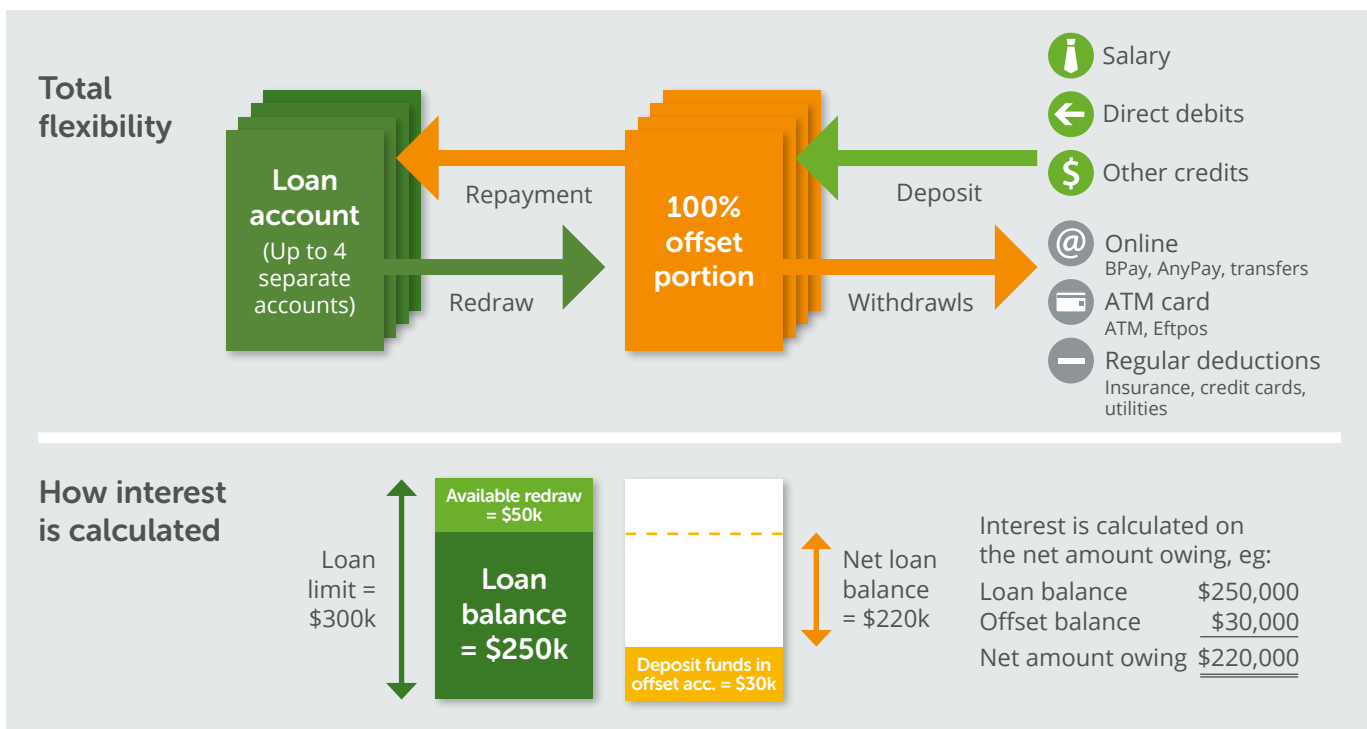 Total
flexibility
Loan
account
(Up to 4
separate
accounts)
Repayment
Redraw
100%
offset
portion
Deposit
Withdrawls
Salary
Direct debits
$
Other credits
@
Online
BPay, AnyPay, transfers
ATM card
ATM, Eftpos
Regular deductions
Insurance, credit cards,
utilities
How interest
is calculated
Loan
limit =
$300k
Available redraw
= $50k
Loan
balance
= $250k
Deposit funds in
offset acc. = $30k
Net loan
balance
= $220k
Interest is calculated on
the net amount owing, eg:
Loan balance $250,000
Offset balance $30,000
Net amount owing $220,000